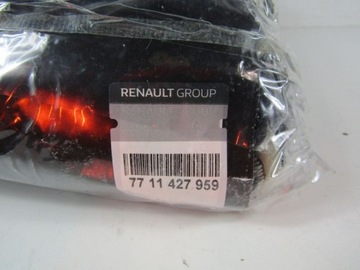 RENAULT GROUP
77 11 427 959